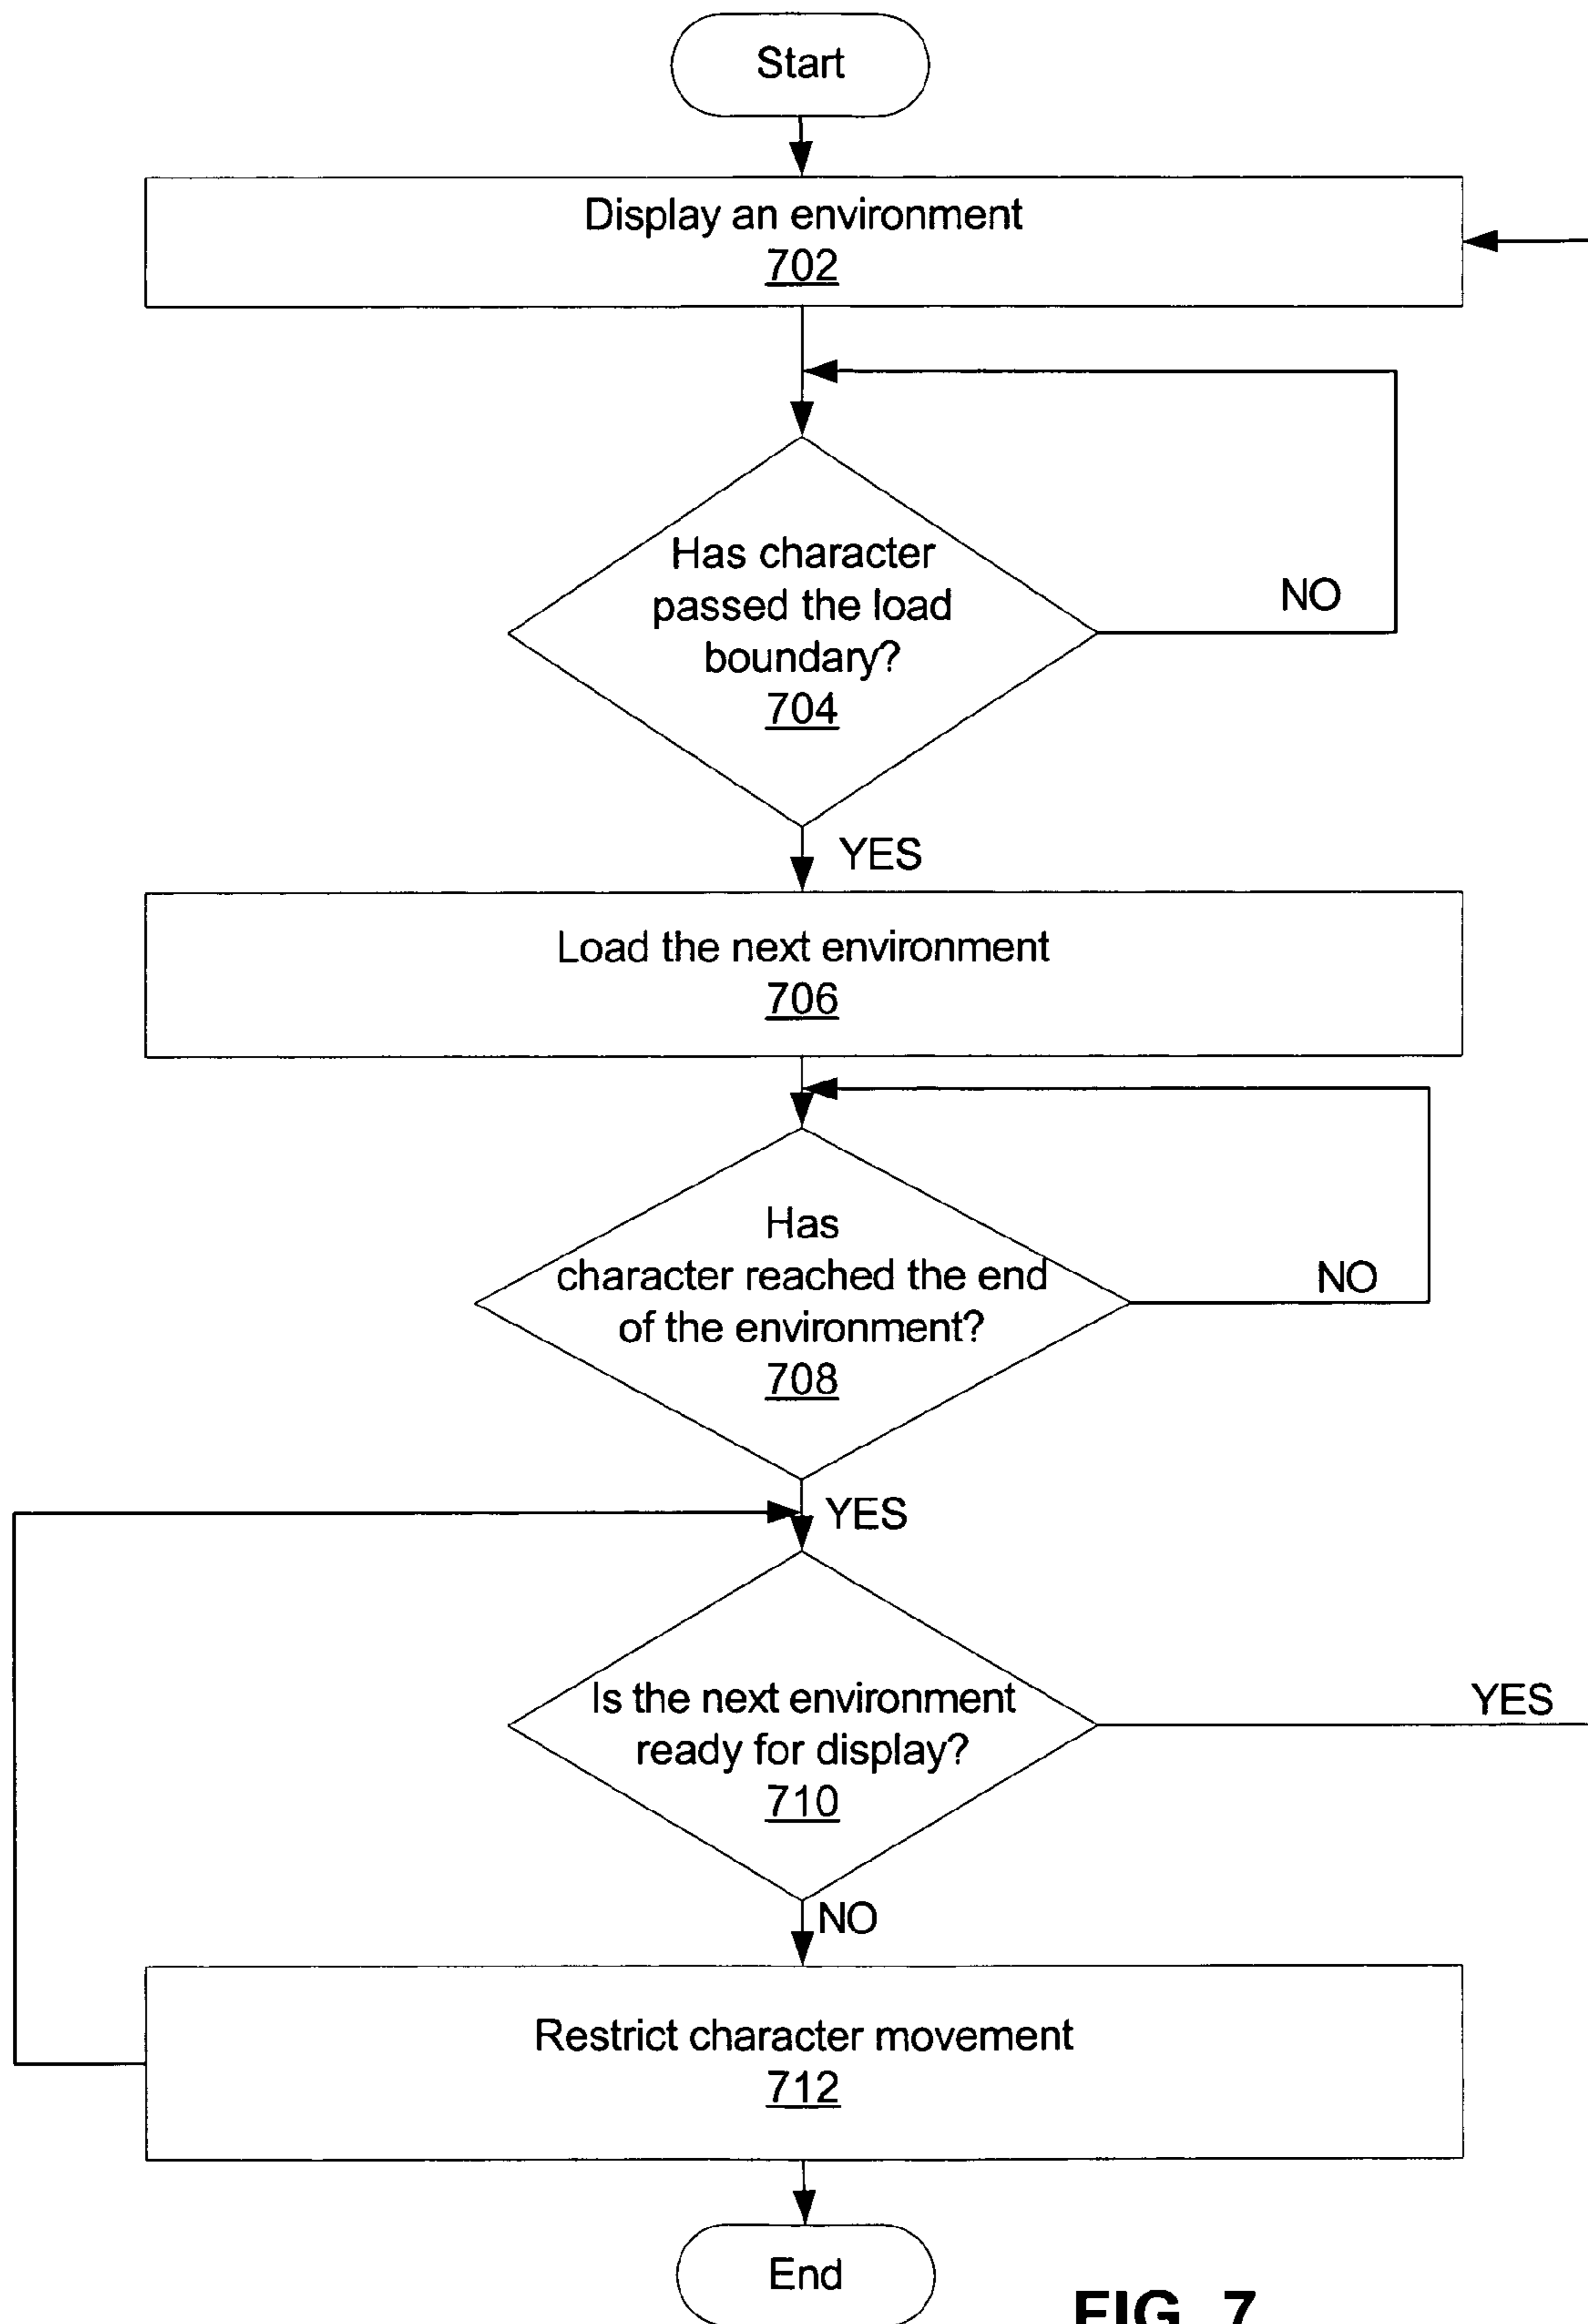 Start
Display an environment
702
Has character
passed the load
boundary?
704
NO
YES
Load the next environment
706
Has
character reached the end
of the environment?
708
NO
YES
Is the next environment
ready for display?
710
YES
NO
Restrict character movement
712
End
FIG. 7